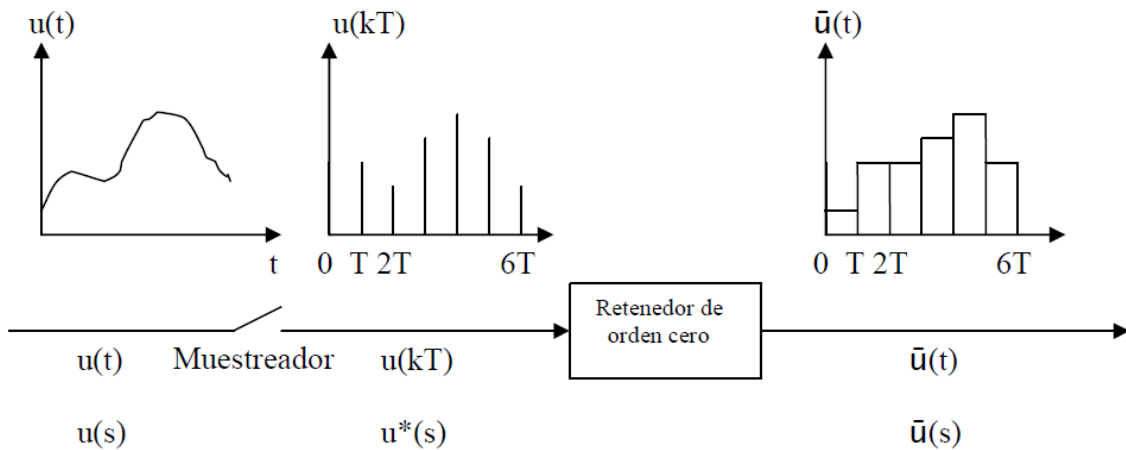 u(t)
u(kT)
ū(t)
t
0 T 2T 6T
0 T 2T 6T
Retenedor de
orden cero
u(t)
Muestreador
u(kT)
ū(t)
u(s)
u*(s)
ū(s)